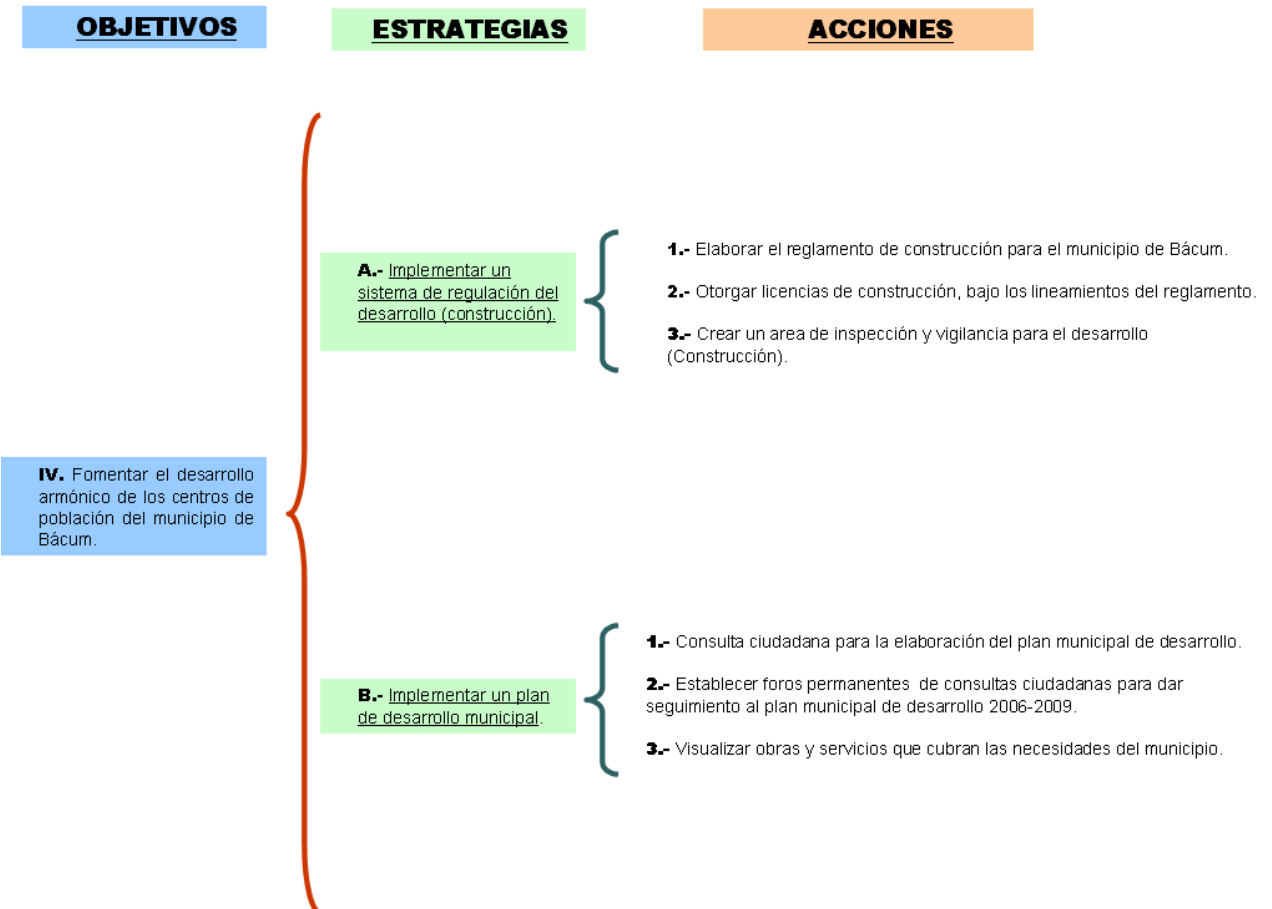 OBJETIVOS
ESTRATEGIAS
ACCIONES
IV. Fomentar el desarrollo
armónico de los centros de
población del municipio de
Bácum.
A.- Implementar un
sistema de regulación del
desarrollo (construcción).
1.- Elaborar el reglamento de construcción para el municipio de Bácum.
2.- Otorgar licencias de construcción, bajo los lineamientos del reglamento.
3.- Crear un area de inspección y vigilancia para el desarrollo
(Construcción).
B.- Implementar un plan
de desarrollo municipal.
1.- Consulta ciudadana para la elaboración del plan municipal de desarrollo.
2.- Establecer foros permanentes de consultas ciudadanas para dar
seguimiento al plan municipal de desarrollo 2006-2009.
3.- Visualizar obras y servicios que cubran las necesidades del municipio.